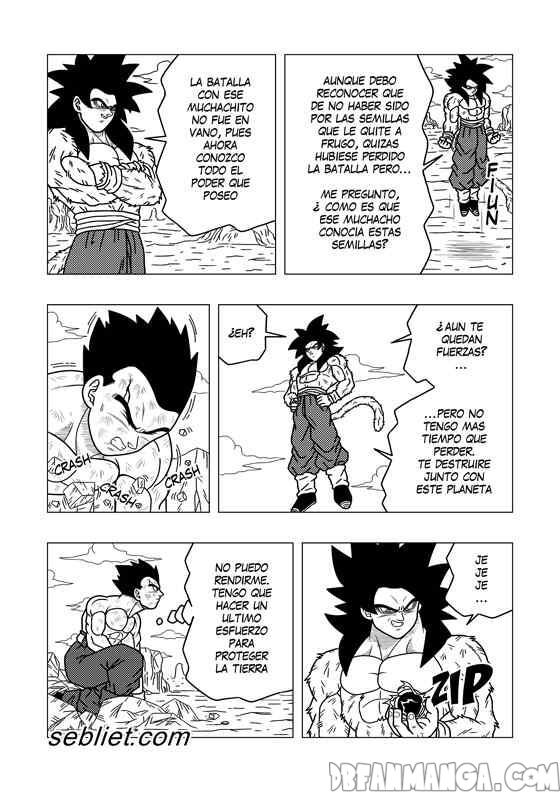 LA BATALLA
CON ESE
MUCHACHITO
NO FUE EN
VANO, PUES
AHORA
CONOZCO
TODO EL
PODER QUE
POSEO
AUNQUE DEBO
RECONOCER QUE
DE NO HABER SIDO
POR LAS SEMILLAS
QUE LE QUITE A
FRUGO, QUIZAS
HUBIESE PERDIDO
LA BATALLA PERO...
ME PREGUNTO,
¿ COMO ES QUE
ESE MUCHACHO
CONOCIA ESTAS
SEMILLAS?
FIUN
CRASH
CRASH
CRASH
¿EH?
¿AUN TE
QUEDAN
FUERZAS?
...
...PERO NO
TENGO MAS
TIEMPO QUE
PERDER.
TE DESTRUIRE
JUNTO CON
ESTE PLANETA
NO PUEDO
RENDIRME.
TENGO QUE
HACER UN
ULTIMO
ESFUERZO
PARA
PROTEGER
LA TIERRA
JE
JE
JE
...
ZIP
sebliet.com
DBFANMANGA.COM